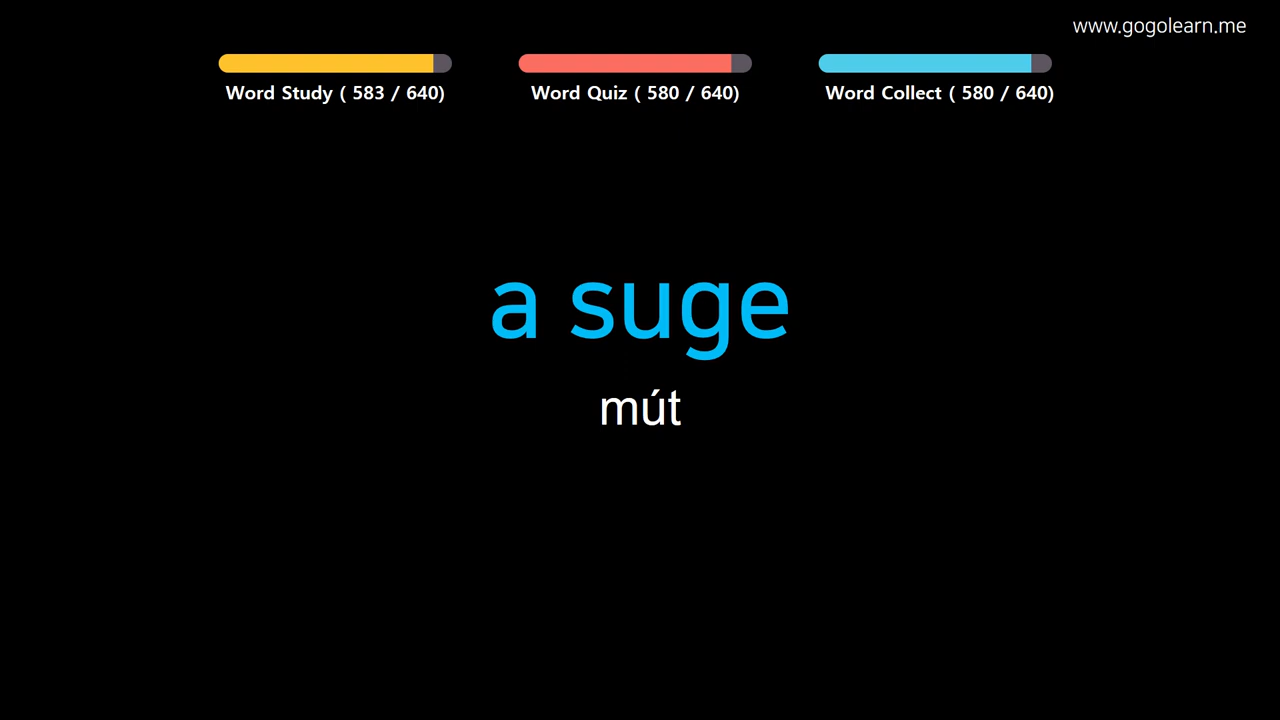 www.gogolearn.me
Word Study ( 583 / 640)
Word Quiz ( 580 / 640)
Word Collect ( 580 / 640)
a suge
mút